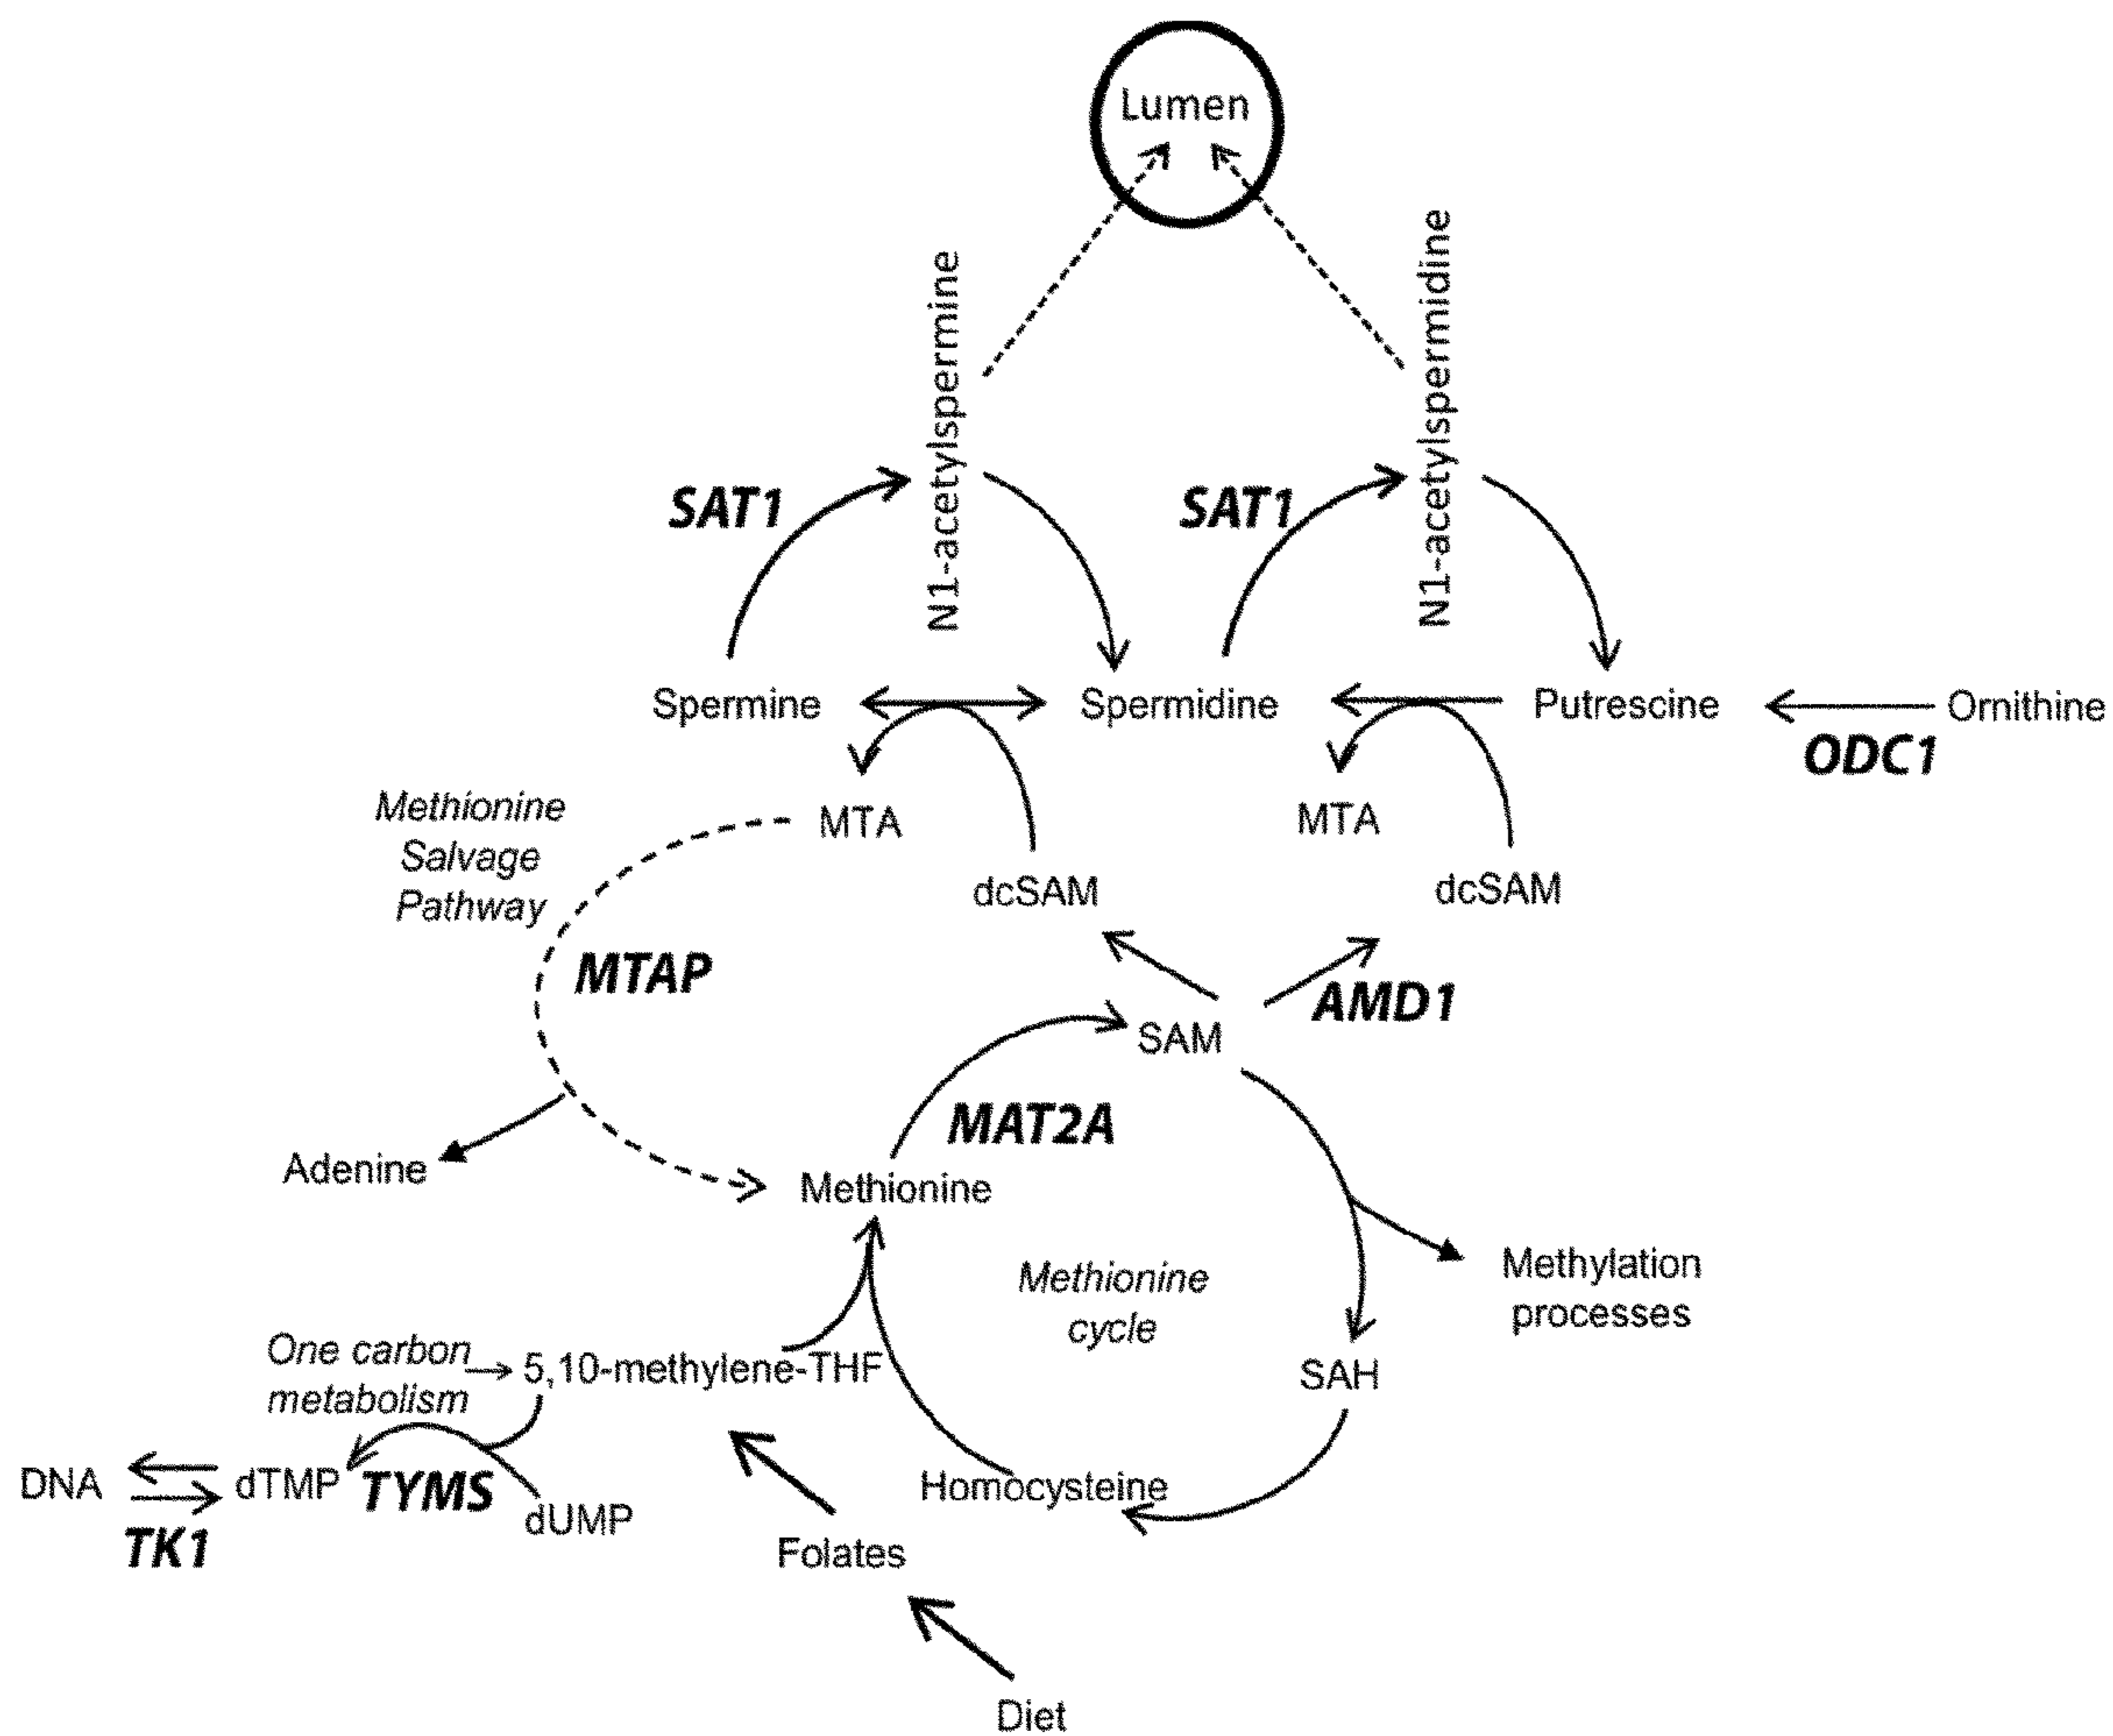 Lumen
N1-acetylspermine
N1-acetylspermidine
SAT1
SAT1
Spermine
Spermidine
Putrescine
Ornithine
ODC1
Methionine
Salvage
Pathway
MTA
MTA
dcSAM
dcSAM
MTAP
AMD1
SAM
MAT2A
Adenine
Methionine
Methionine
cycle
Methylation
processes
One carbon
metabolism
5,10-methylene-THF
SAH
DNA
dTMP
TYMS
dUMP
Homocysteine
TK1
Folates
Diet